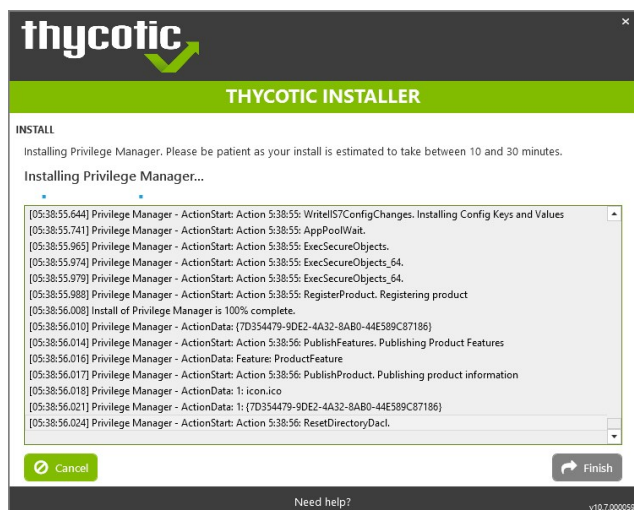 thycotic
×
THYCOTIC INSTALLER
INSTALL
Installing Privilege Manager. Please be patient as your install is estimated to take between 10 and 30 minutes.
Installing Privilege Manager...
[05:38:55.644] Privilege Manager - ActionStart: Action 5:38:55: WriteIIS7ConfigChanges. Installing Config Keys and Values
[05:38:55.741] Privilege Manager - ActionStart: Action 5:38:55: AppPoolWait.
[05:38:55.965] Privilege Manager - ActionStart: Action 5:38:55: ExecSecureObjects.
[05:38:55.974] Privilege Manager - ActionStart: Action 5:38:55: ExecSecureObjects_64.
[05:38:55.979] Privilege Manager - ActionStart: Action 5:38:55: ExecSecureObjects_64.
[05:38:55.988] Privilege Manager - ActionStart: Action 5:38:55: RegisterProduct. Registering product
[05:38:56.008] Install of Privilege Manager is 100% complete.
[05:38:56.010] Privilege Manager - ActionData: {7D354479-9DE2-4A32-8AB0-44E589C87186}
[05:38:56.014] Privilege Manager - ActionStart: Action 5:38:56: PublishFeatures. Publishing Product Features
[05:38:56.016] Privilege Manager - ActionData: Feature: ProductFeature
[05:38:56.017] Privilege Manager - ActionStart: Action 5:38:56: PublishProduct. Publishing product information
[05:38:56.018] Privilege Manager - ActionData: 1: icon.ico
[05:38:56.021] Privilege Manager - ActionData: 1: {7D354479-9DE2-4A32-8AB0-44E589C87186}
[05:38:56.024] Privilege Manager - ActionStart: Action 5:38:56: ResetDirectoryDacl.
Cancel
Finish
Need help?